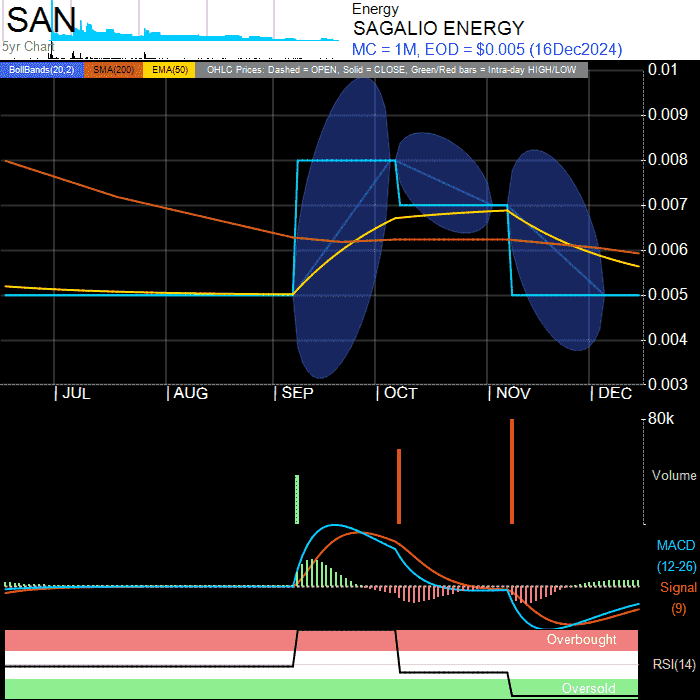 SAN
5yr Chart
Energy
SAGALIO ENERGY
MC = 1M, EOD = $0.005 (16Dec2024)
BollBands(20,2) SMA(200) EMA(50) OHLC Prices: Dashed = OPEN, Solid = CLOSE, Green/Red bars = Intra-day HIGH/LOW
0.01
0.009
0.008
0.007
0.006
0.005
0.004
0.003
| JUL | AUG | SEP | OCT | NOV | DEC
80k
Volume
MACD
(12-26)
Signal
(9)
Overbought
RSI(14)
Oversold